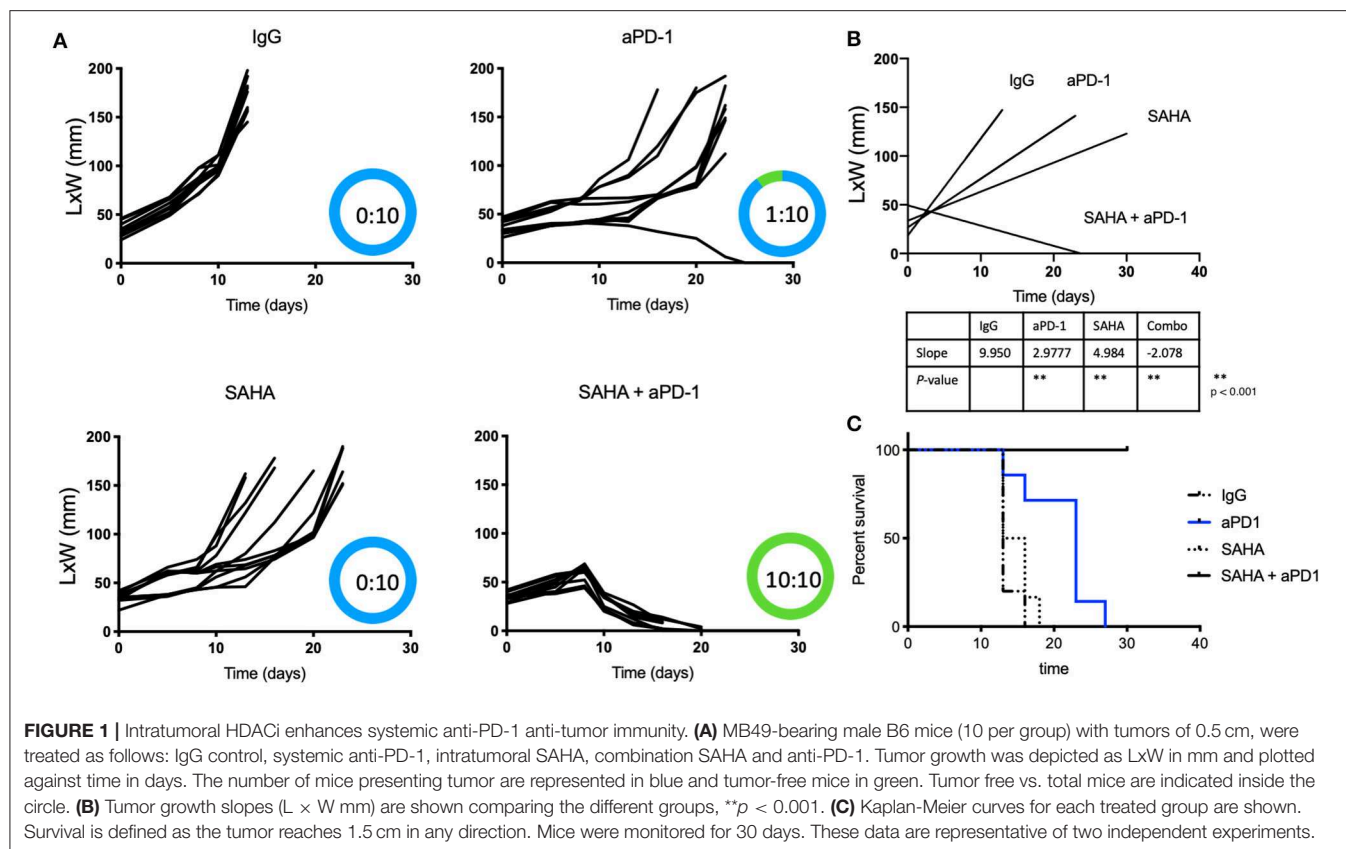 A
IgG
aPD-1
LxW (mm)
200
150
100
50
0
0:10
0 10 20 30
Time (days)
LxW (mm)
200
150
100
50
0
1:10
0 10 20 30
Time (days)
SAHA
SAHA + aPD-1
LxW (mm)
200
150
100
50
0
0:10
0 10 20 30
Time (days)
200
150
100
50
0
10:10
0 10 20 30
Time (days)
B
LxW (mm)
200
150
100
50
0
IgG aPD-1
SAHA
SAHA + aPD-1
0 10 20 30 40
Time (days)
IgG aPD-1 SAHA Combo
Slope 9.950 2.9777 4.984 -2.078
P-value ** ** **
**
p < 0.001
C
Percent survival
100
50
0
0 10 20 30 40
time
IgG
aPD1
SAHA
SAHA + aPD1
FIGURE 1 | Intratumoral HDACi enhances systemic anti-PD-1 anti-tumor immunity. (A) MB49-bearing male B6 mice (10 per group) with tumors of 0.5 cm, were
treated as follows: IgG control, systemic anti-PD-1, intratumoral SAHA, combination SAHA and anti-PD-1. Tumor growth was depicted as LxW in mm and plotted
against time in days. The number of mice presenting tumor are represented in blue and tumor-free mice in green. Tumor free vs. total mice are indicated inside the
circle. (B) Tumor growth slopes (L × W mm) are shown comparing the different groups, **p < 0.001. (C) Kaplan-Meier curves for each treated group are shown.
Survival is defined as the tumor reaches 1.5 cm in any direction. Mice were monitored for 30 days. These data are representative of two independent experiments.